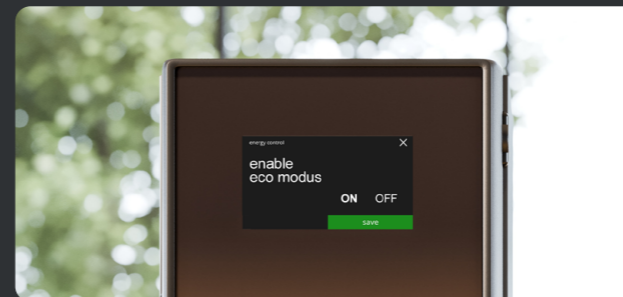 energy control
enable
eco modus
ON OFF
save